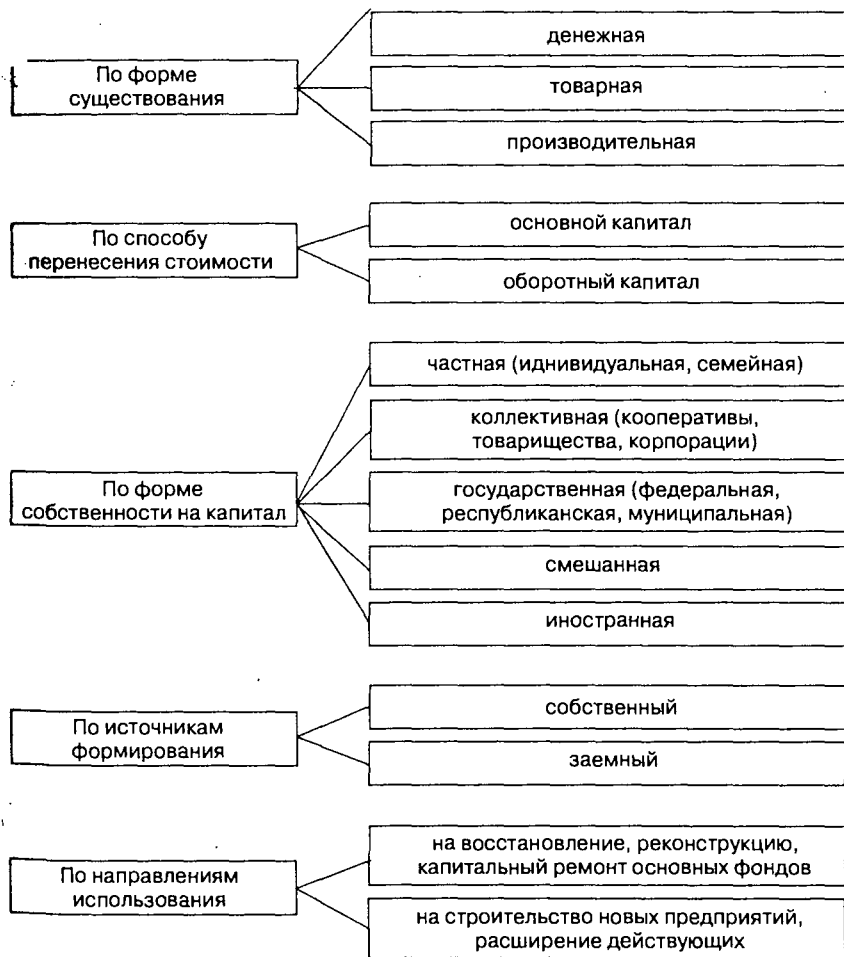 По форме
существования
денежная
товарная
производительная
По способу
перенесения стоимости
основной капитал
оборотный капитал
По форме
собственности на капитал
частная (иднивидуальная, семейная)
коллективная (кооперативы,
товарищества, корпорации)
государственная (федеральная,
республиканская, муниципальная)
смешанная
иностранная
По источникам
формирования
собственный
заемный
По направлениям
использования
на восстановление, реконструкцию,
капитальный ремонт основных фондов
на строительство новых предприятий,
расширение действующих